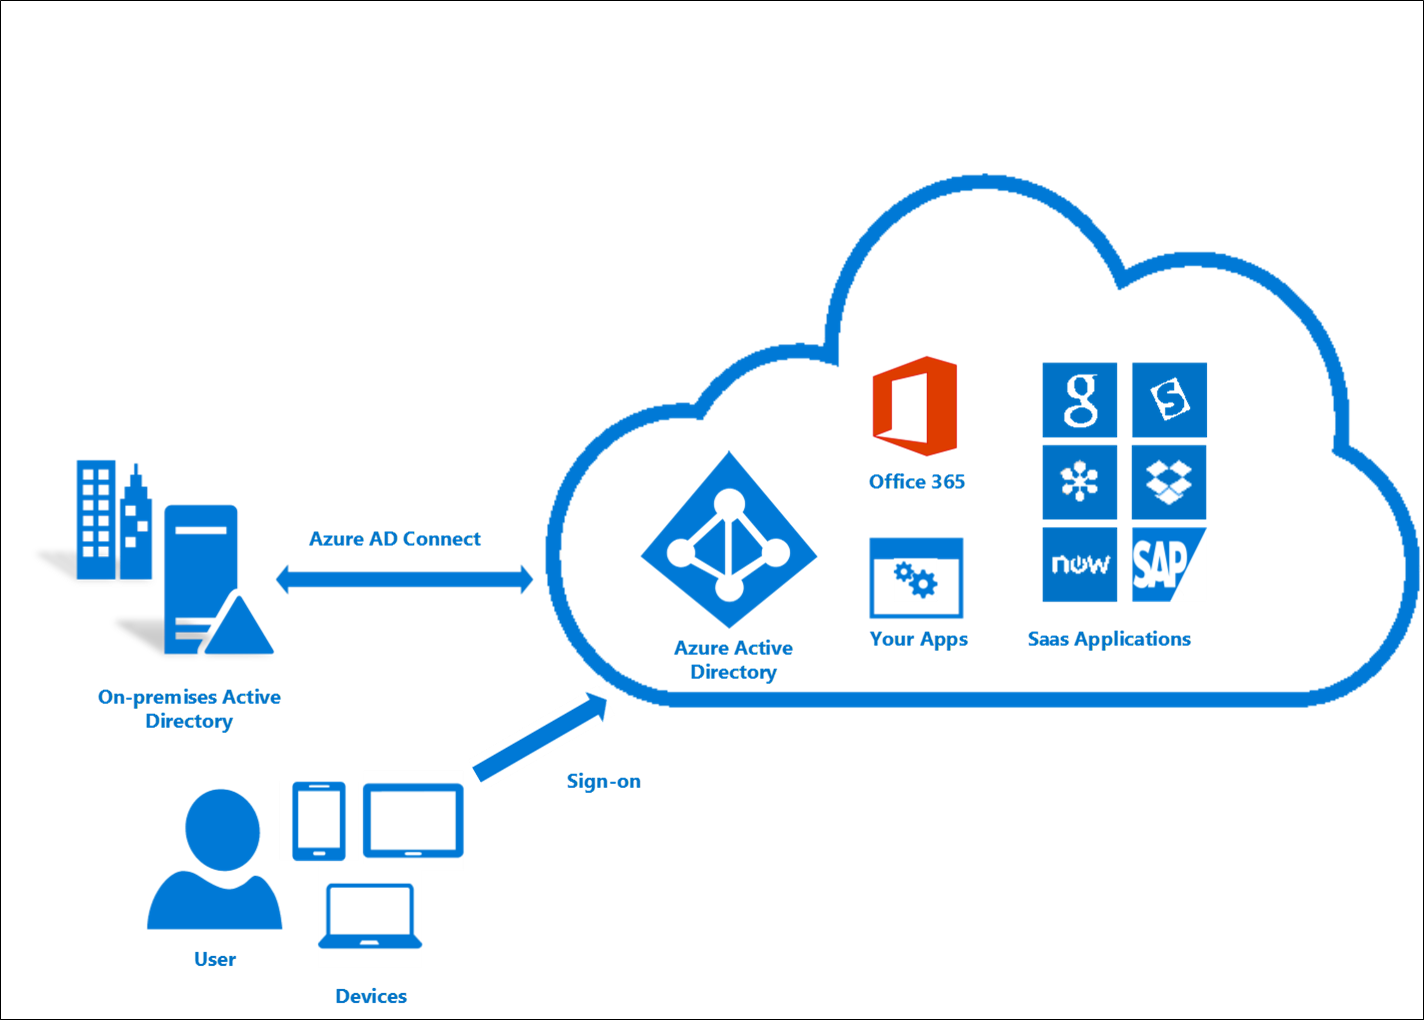 Office 365
g
S
now
SAP
Azure AD Connect
Azure Active
Directory
Your Apps
Saas Applications
On-premises Active
Directory
Sign-on
User
Devices